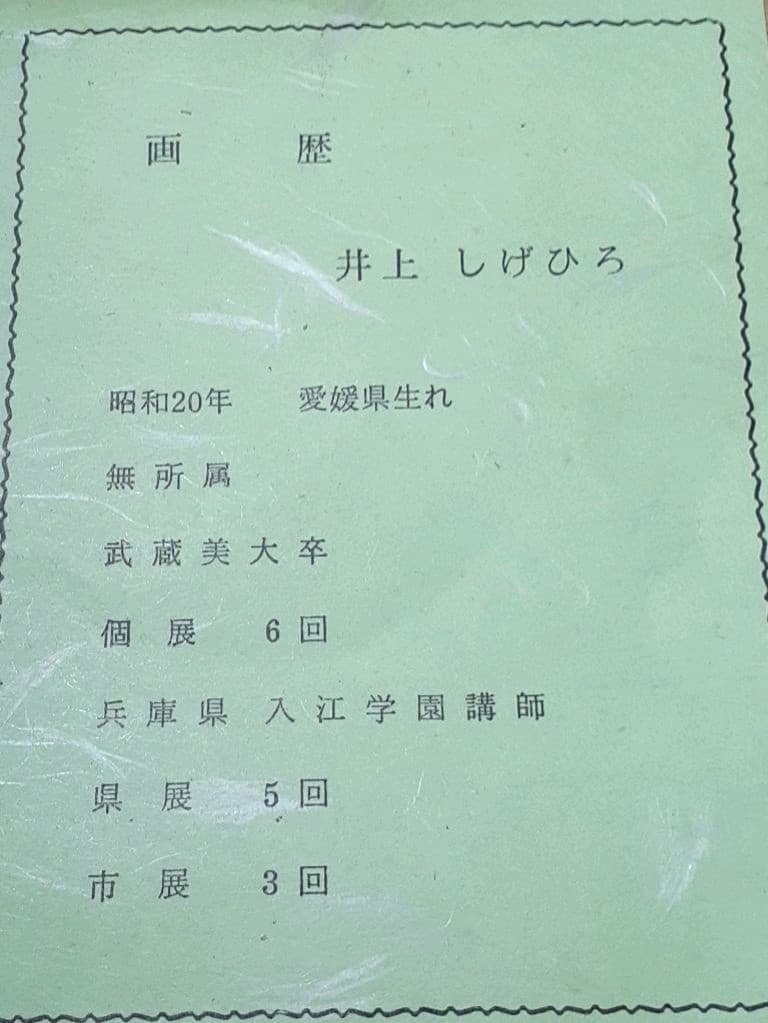 画 歴
井上 しげひろ
昭和20年 愛媛県生れ
無所属
武蔵美大卒
個展 6回
兵庫県 入江学園講師
県展 5回
市展 3回